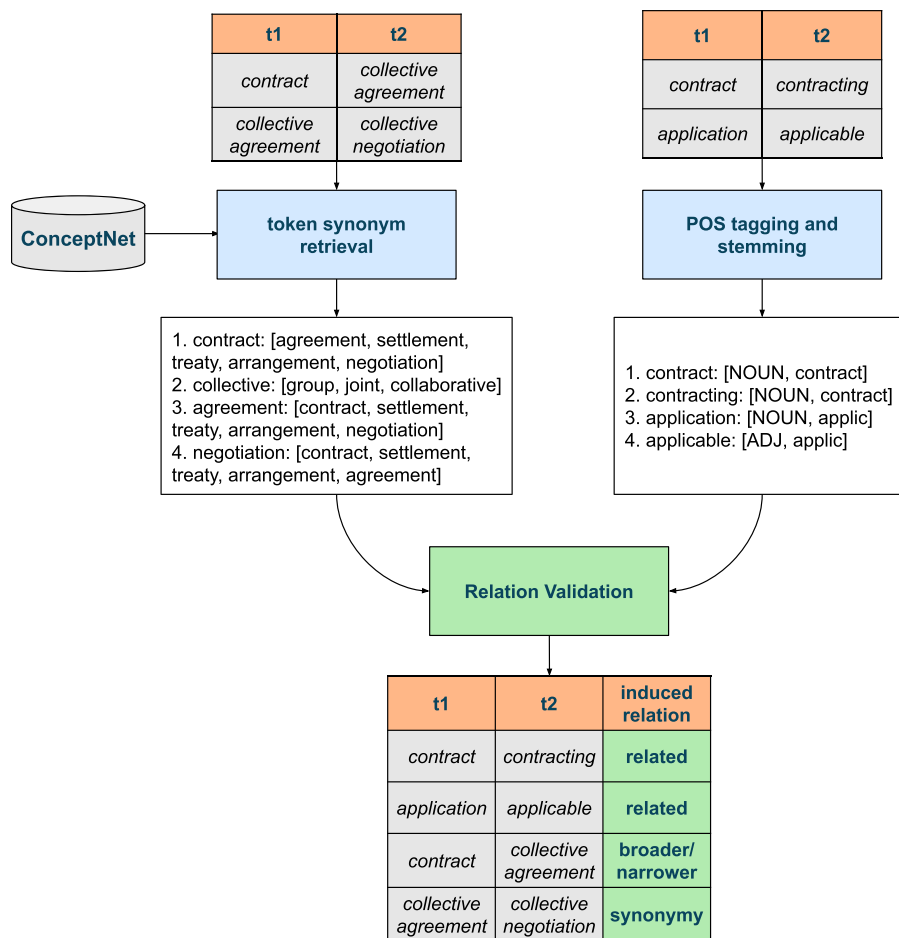 t1 t2
contract collective
agreement
collective
agreement collective
negotiation
t1 t2
contract contracting
application applicable
ConceptNet
token synonym
retrieval
POS tagging and
stemming
1. contract: [agreement, settlement,
treaty, arrangement, negotiation]
2. collective: [group, joint, collaborative]
3. agreement: [contract, settlement,
treaty, arrangement, negotiation]
4. negotiation: [contract, settlement,
treaty, arrangement, agreement]
1. contract: [NOUN, contract]
2. contracting: [NOUN, contract]
3. application: [NOUN, applic]
4. applicable: [ADJ, applic]
Relation Validation
t1 t2 induced
relation
contract contracting related
application applicable related
contract collective
agreement broader/
narrower
collective
agreement collective
negotiation synonymy